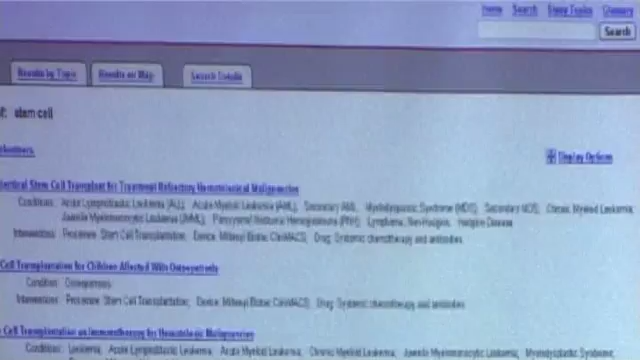 Home Search Study Topics Glossary
Search
Results by Topic Results on Map Search Details
stem cell
Display Options
Stem Cell Transplant for Treatment Refractory Hematological Malignancies
Conditions: Acute Lymphoblastic Leukemia (ALL); Acute Myeloid Leukemia (AML); Secondary AML; Myelodysplastic Syndrome (MDS); Secondary MDS; Chronic Myeloid Leukemia;
Juvenile Myelomonocytic Leukemia (JMML); Paroxysmal Nocturnal Hemoglobinuria (PNH); Lymphoma, Non-Hodgkin; Hodgkin Disease
Interventions: Procedure: Stem Cell Transplantation; Device: Miltenyi Biotec CliniMACS; Drug: Systemic chemotherapy and antibodies
Cell Transplantation for Children Affected With Osteopetrosis
Condition: Osteopetrosis
Interventions: Procedure: Stem Cell Transplantation; Device: Miltenyi Biotec CliniMACS; Drug: Systemic chemotherapy and antibodies
Cell Transplantation as Immunotherapy for Hematologic Malignancies
Conditions: Leukemia; Acute Lymphoblastic Leukemia; Acute Myeloid Leukemia; Chronic Myeloid Leukemia; Juvenile Myelomonocytic Leukemia; Myelodysplastic Syndrome;